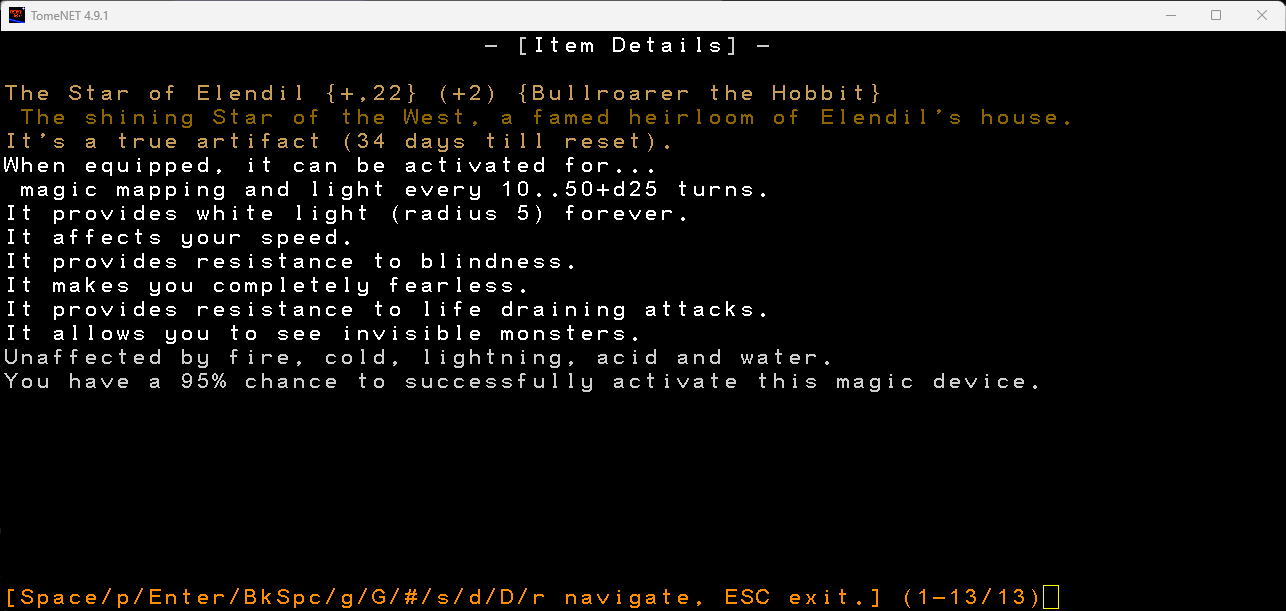 TomeNET 4.9.1
- [Item Details] -
The Star of Elendil {+,22} (+2) {Bullroarer the Hobbit}
The shining Star of the West, a famed heirloom of Elendil's house.
It's a true artifact (34 days till reset).
When equipped, it can be activated for...
magic mapping and light every 10..50+d25 turns.
It provides white light (radius 5) forever.
It affects your speed.
It provides resistance to blindness.
It makes you completely fearless.
It provides resistance to life draining attacks.
It allows you to see invisible monsters.
Unaffected by fire, cold, lightning, acid and water.
You have a 95% chance to successfully activate this magic device.
[Space/p/Enter/BkSpc/g/G/#/s/d/D/r navigate, ESC exit.] (1-13/13)